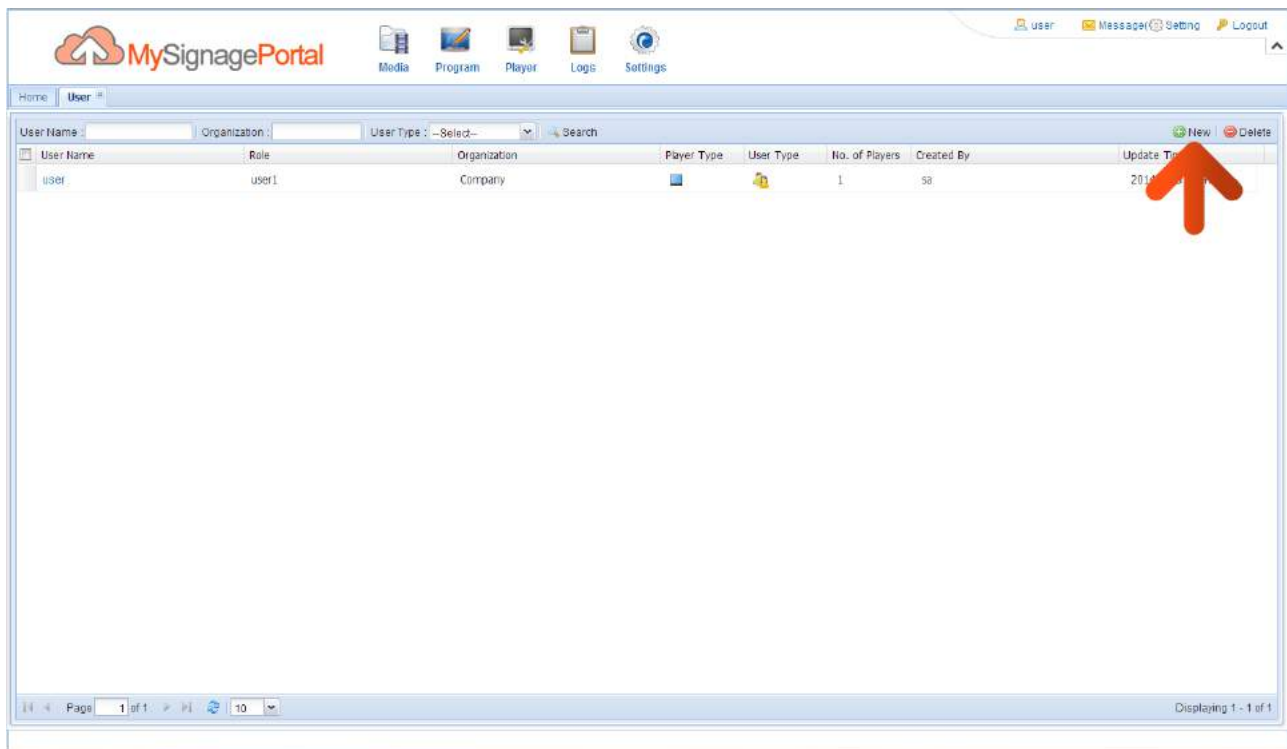 user Message( Setting Logout
MySignagePortal
Media Program Player Logs Settings
Home User
User Name : Organization : User Type : --Select-- Search New Delete
User Name Role Organization Player Type User Type No. of Players Created By Update
user user1 Company 1 sa
Page 1 of 1 10 Displaying 1 - 1 of 1